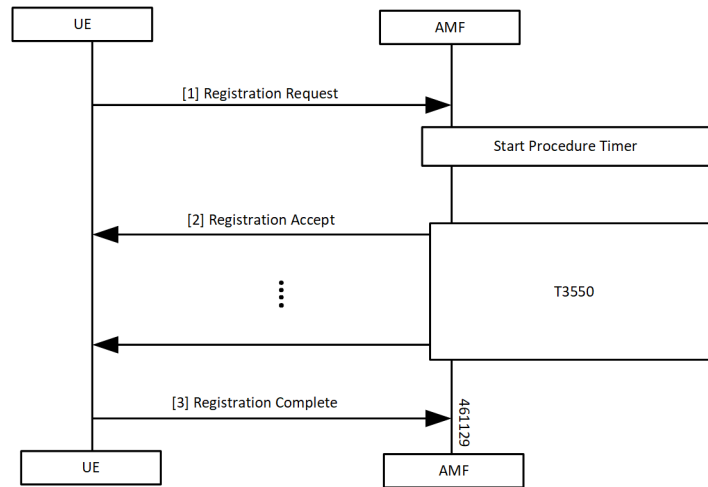 UE
AMF
[1] Registration Request
Start Procedure Timer
[2] Registration Accept
T3550
[3] Registration Complete
461129
UE
AMF